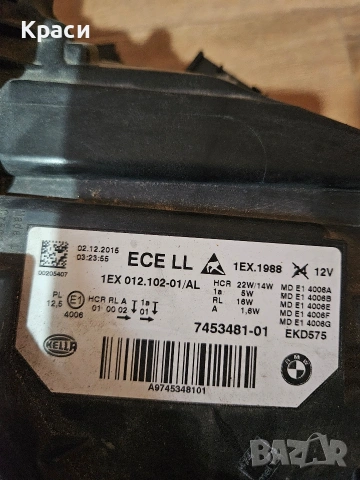 Краси
02.12.2015
03:23:55
00205407
ECE LL
1EX.1988
12V
1EX 012.102-01/AL
HCR 22W/14W
1a 5W
RL 16W
A 1,6W
MD E1 4006A
MD E1 4006B
MD E1 4006E
MD E1 4006F
MD E1 4006G
PL
12,5
E1
4006
HCR RL A 1a
01 00 02 01
7453481-01
EKD575
HELLA
A9745348101
BMW
BAZAR